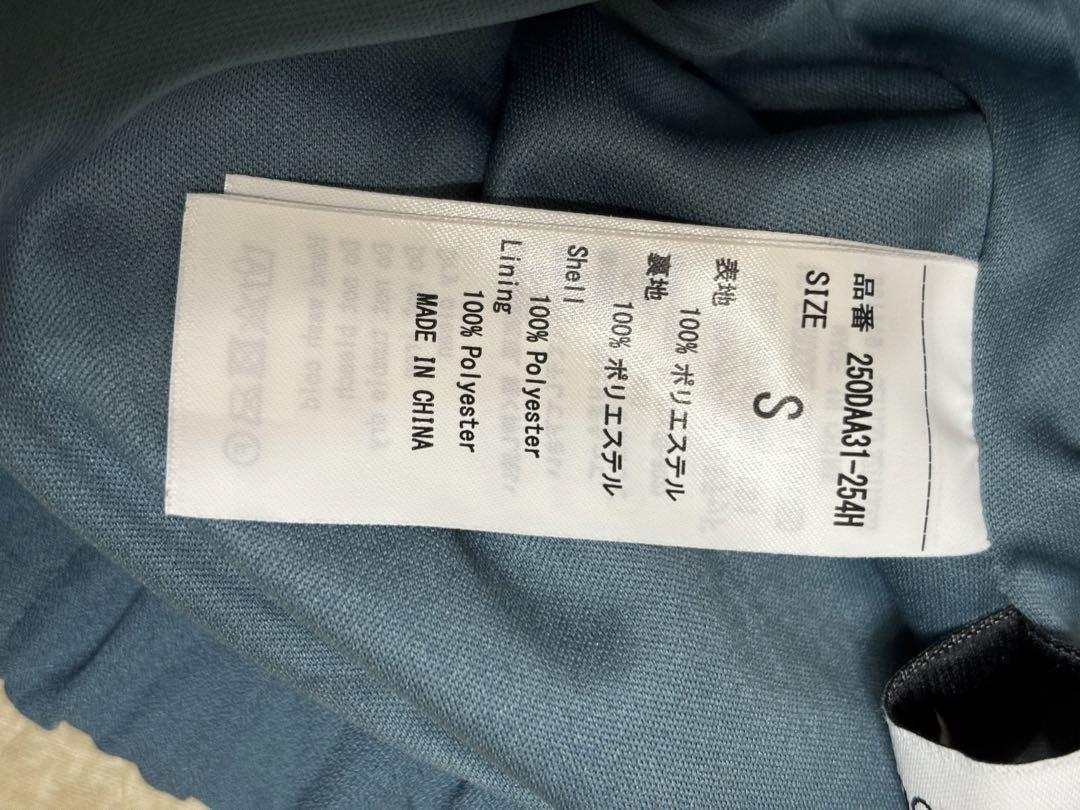 品番 250DAA31-254H
SIZE
S
表地
100% ポリエステル
裏地
100% ポリエステル
Shell
100% Polyester
Lining
100% Polyester
MADE IN CHINA